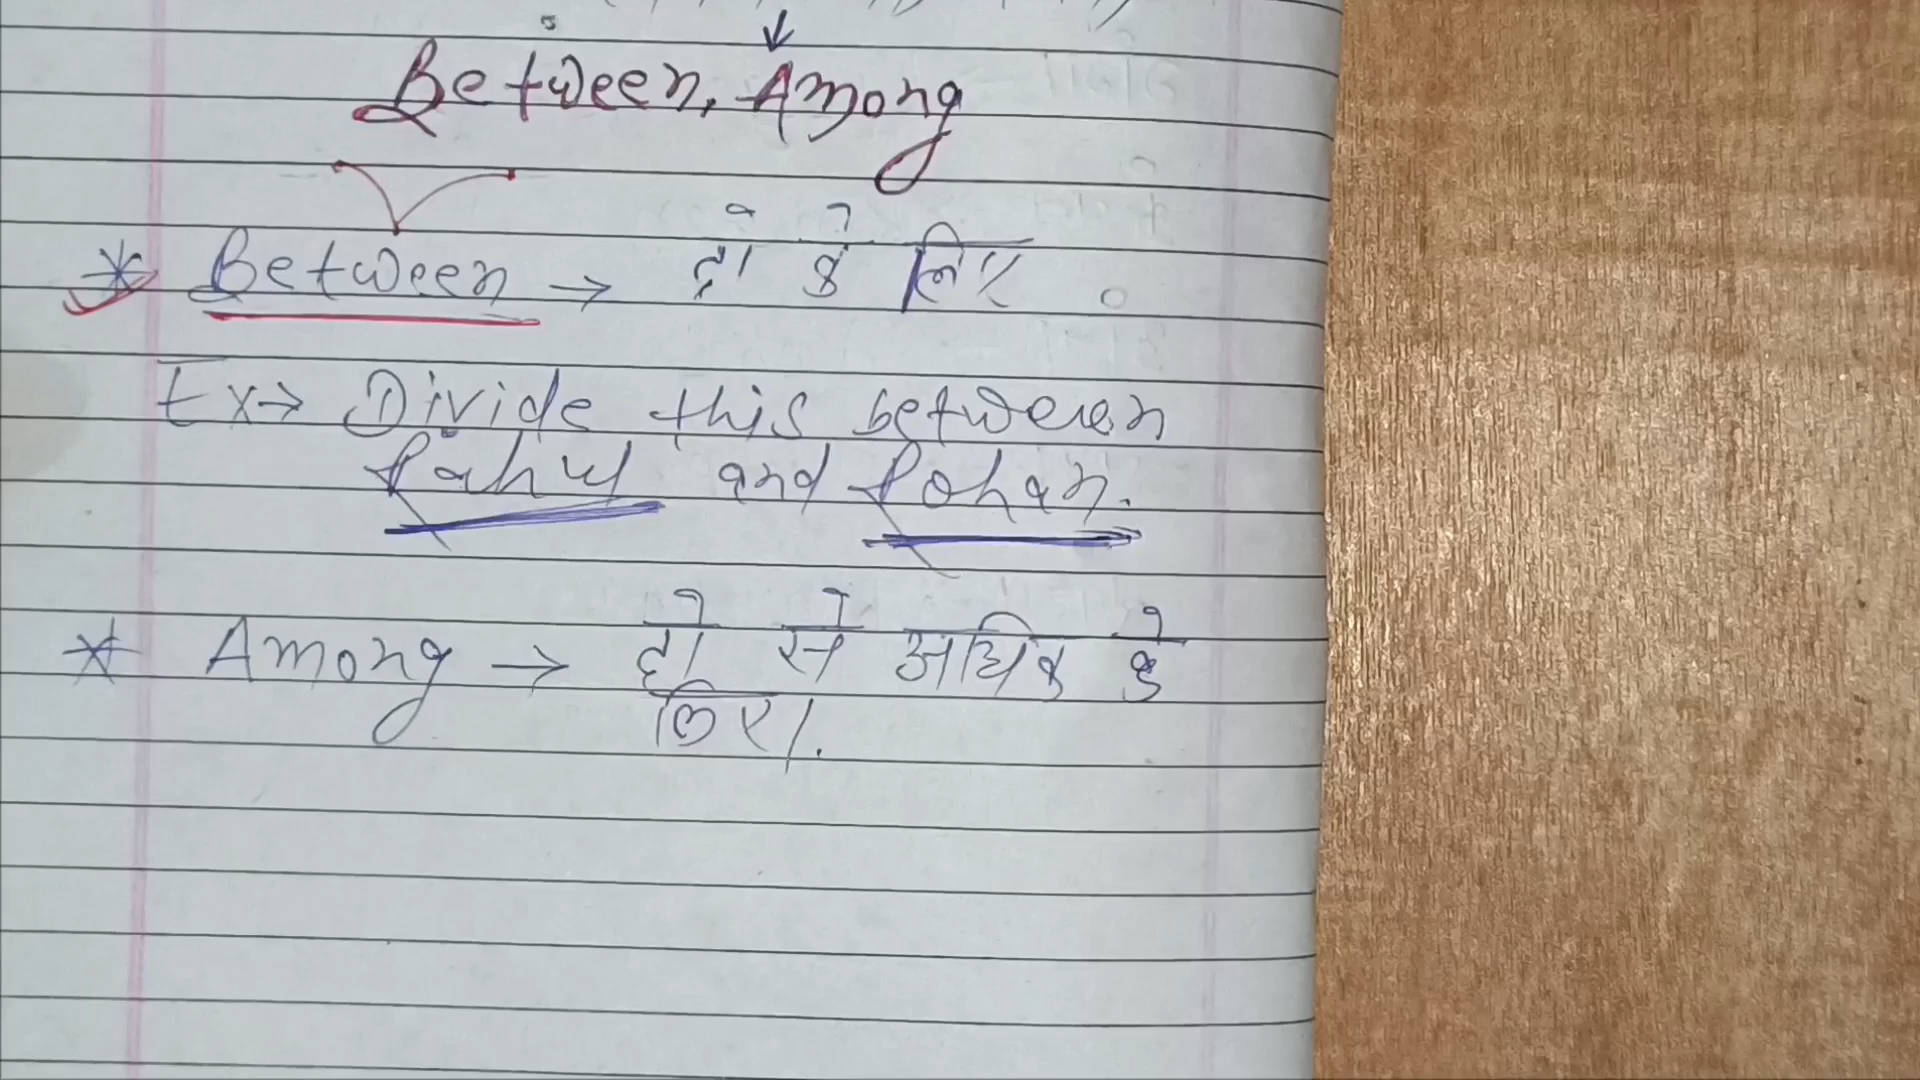 Between, Among
* Between → दो के लिए
Ex → Divide this between
Rahul and Rohan.
* Among → दो से अधिक के
लिए।.